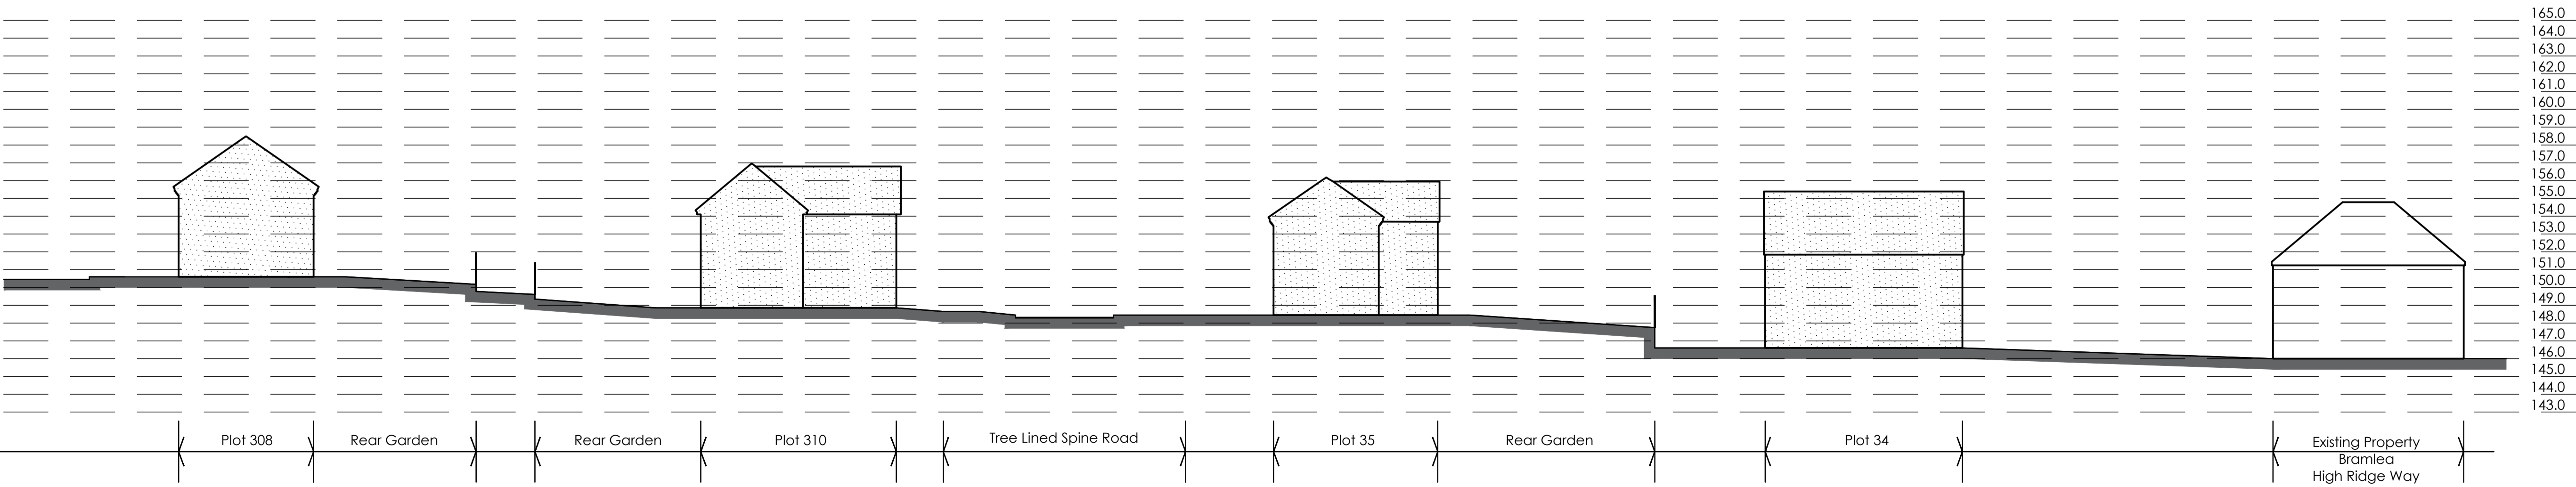 165.0
164.0
163.0
162.0
161.0
160.0
159.0
158.0
157.0
156.0
155.0
154.0
153.0
152.0
151.0
150.0
149.0
148.0
147.0
146.0
145.0
144.0
143.0
Plot 308
Rear Garden
Rear Garden
Plot 310
Tree Lined Spine Road
Plot 35
Rear Garden
Plot 34
Existing Property
Bramlea
High Ridge Way